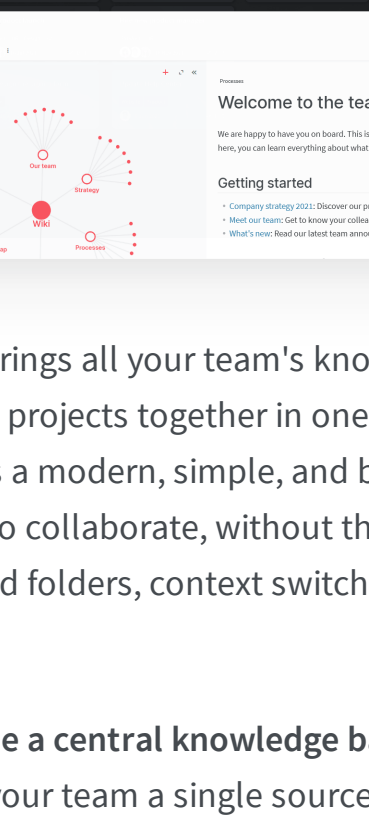 Processes
Welcome to the tea
We are happy to have you on board. This is
here, you can learn everything about what
Our team
Strategy
Wiki
Processes
ap
Getting started
Company strategy 2021: Discover our p
Meet our team: Get to know your collea
What's new: Read our latest team anno
rings all your team's kno
projects together in one
s a modern, simple, and b
o collaborate, without th
d folders, context switch
e a central knowledge ba
your team a single source